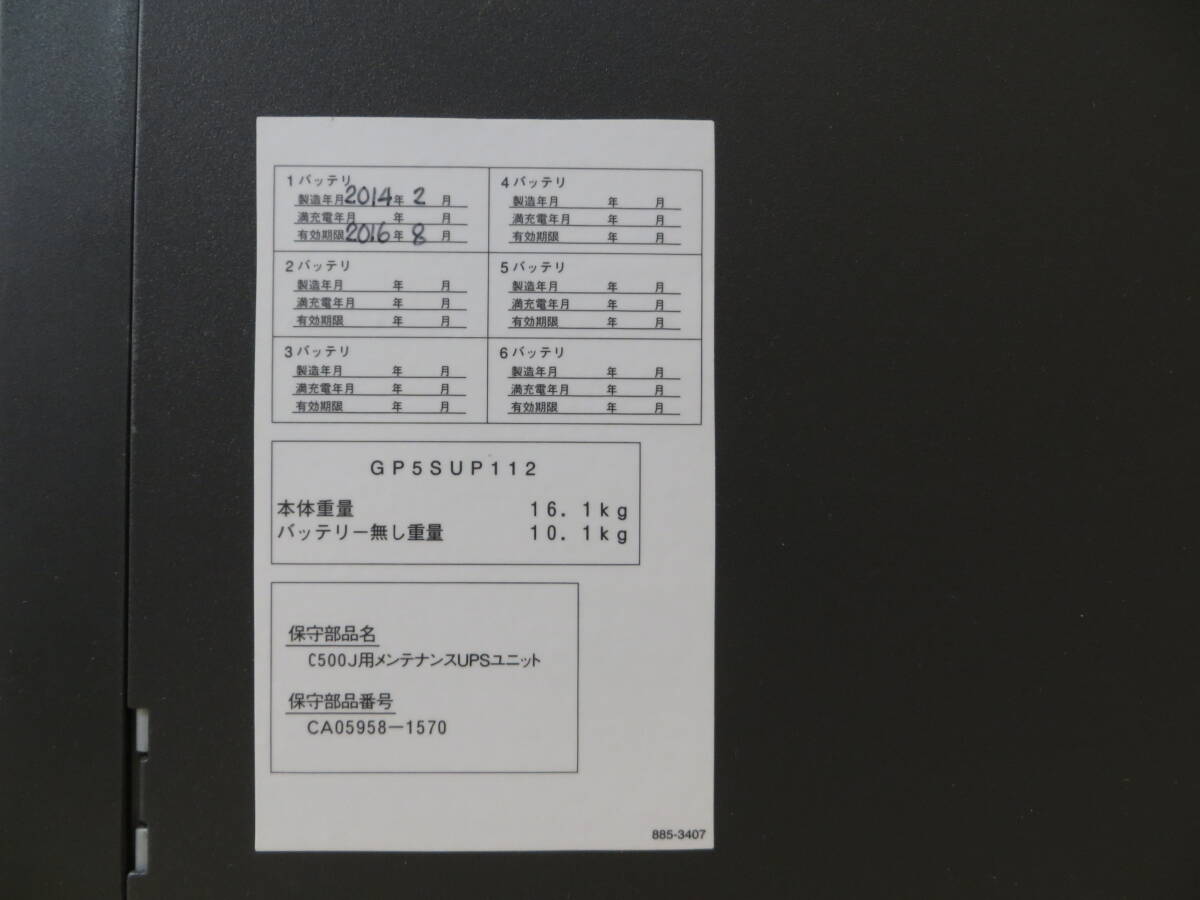 1バッテリ
製造年月2014年 2 月
満充電年月 年 月
有効期限2016年 8 月
2バッテリ
製造年月 年 月
満充電年月 年 月
有効期限 年 月
3バッテリ
製造年月 年 月
満充電年月 年 月
有効期限 年 月
4バッテリ
製造年月 年 月
満充電年月 年 月
有効期限 年 月
5バッテリ
製造年月 年 月
満充電年月 年 月
有効期限 年 月
6バッテリ
製造年月 年 月
満充電年月 年 月
有効期限 年 月
GP5SUP112
本体重量 16.1kg
バッテリー無し重量 10.1kg
保守部品名
C500J用メンテナンスUPSユニット
保守部品番号
CA05958-1570
885-3407